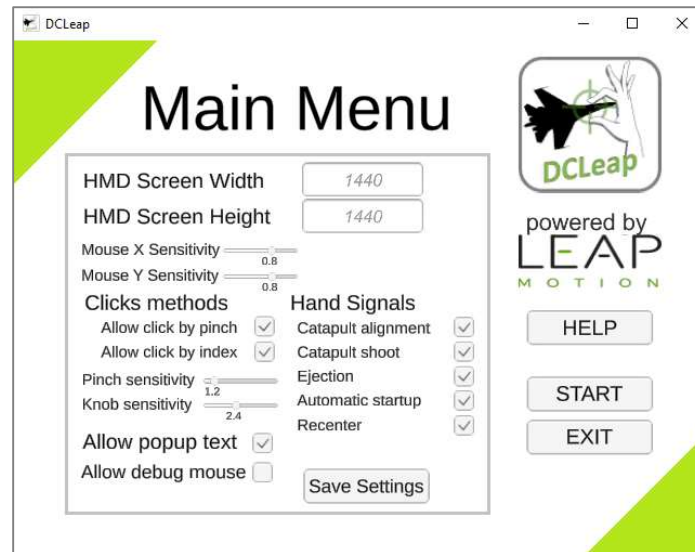 DCLeap
Main Menu
DCLeap
HMD Screen Width 1440
HMD Screen Height 1440
powered by
LEAP
MOTION
Mouse X Sensitivity 0.8
Mouse Y Sensitivity 0.8
Clicks methods
Allow click by pinch
Allow click by index
Pinch sensitivity 1.2
Knob sensitivity 2.4
Allow popup text
Allow debug mouse
Hand Signals
Catapult alignment
Catapult shoot
Ejection
Automatic startup
Recenter
Save Settings
HELP
START
EXIT